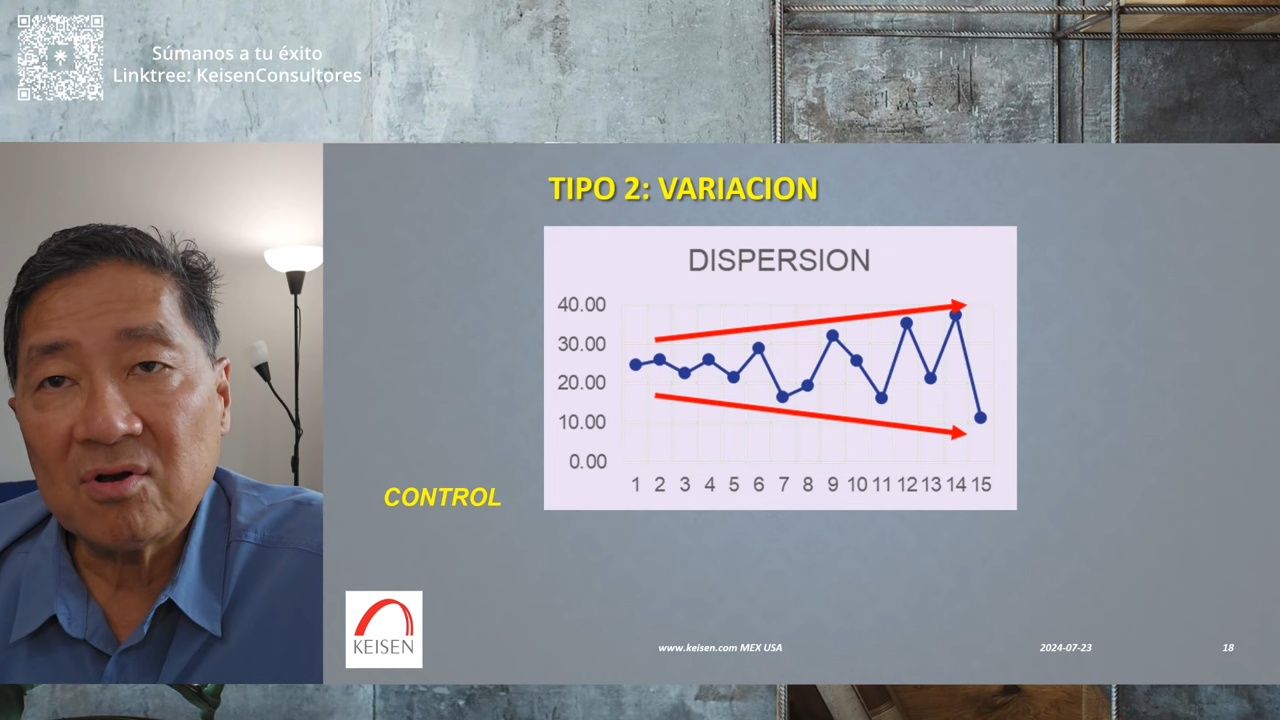 Súmanos a tu éxito
Linktree: KeisenConsultores
TIPO 2: VARIACION
DISPERSION
40.00
30.00
20.00
10.00
0.00
1 2 3 4 5 6 7 8 9 10 11 12 13 14 15
CONTROL
KEISEN
www.keisen.com MEX USA
2024-07-23
18